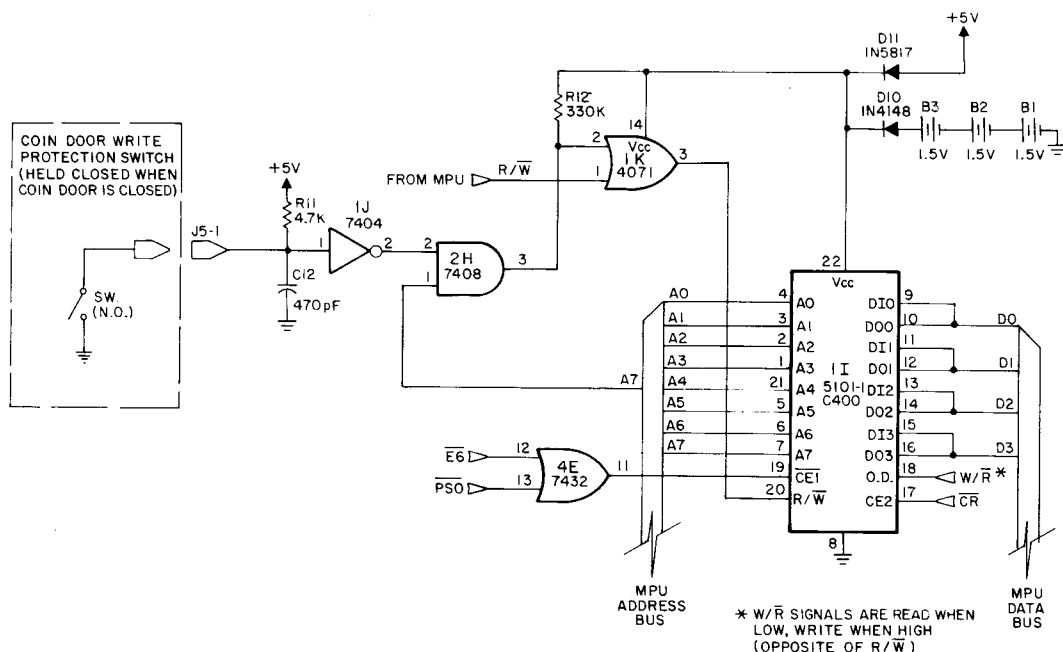 COIN DOOR WRITE
PROTECTION SWITCH
(HELD CLOSED WHEN
COIN DOOR IS CLOSED)
SW.
(N.O.)
J5-1
+5V
R11
4.7K
C12
470pF
1J
7404
1
2
2
1
2H
7408
3
FROM MPU
R/W̅
R12
330K
2
1
14
Vcc
1K
4071
3
D11
1N5817
+5V
D10
1N4148
B3
B2
B1
1.5V
1.5V
1.5V
22
Vcc
A0
4
A0
A1
3
A1
A2
2
A2
A3
1
A3
A7
A4
21
A4
A5
5
A5
A6
6
A6
A7
7
A7
19
C̅E̅1̅
20
R/W̅
1I
5101-1
C400
DI0
9
DO0
10
D0
DI1
11
DO1
12
D1
DI2
13
DO2
14
D2
DI3
15
DO3
16
D3
O.D.
18
W/R̅ *
CE2
17
C̅R̅
8
E̅6̅
12
P̅S̅0̅
13
4E
7432
11
MPU
ADDRESS
BUS
MPU
DATA
BUS
* W/R̅ SIGNALS ARE READ WHEN
LOW, WRITE WHEN HIGH
(OPPOSITE OF R/W̅)